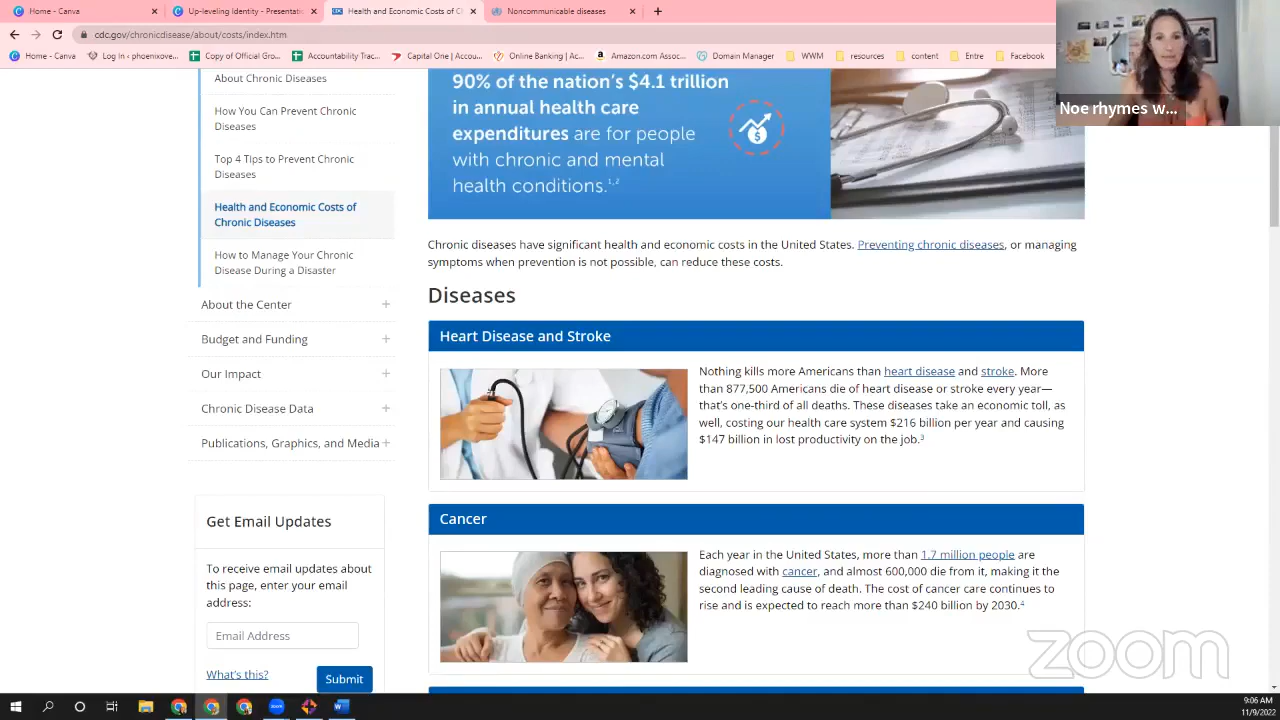 Home - Canva
Up-leveling Identity - Presentati
Health and Economic Costs of C
Noncommunicable diseases
cdc.gov/chronicdisease/about/costs/index.htm
Home - Canva
Log in ‹ phoenixove...
Copy of Official Gro...
Accountability Trac...
Capital One | Accou...
Online Banking | Ac...
Amazon.com Assoc...
Domain Manager
WWM
resources
content
Entre
Facebook
Noe rhymes w...
About Chronic Diseases
How You Can Prevent Chronic
Diseases
Top 4 Tips to Prevent Chronic
Diseases
Health and Economic Costs of
Chronic Diseases
How to Manage Your Chronic
Disease During a Disaster
About the Center
Budget and Funding
Our Impact
Chronic Disease Data
Publications, Graphics, and Media
Get Email Updates
To receive email updates about
this page, enter your email
address:
Email Address
What's this?
Submit
90% of the nation's $4.1 trillion
in annual health care
expenditures are for people
with chronic and mental
health conditions.1,2
Chronic diseases have significant health and economic costs in the United States. Preventing chronic diseases, or managing
symptoms when prevention is not possible, can reduce these costs.
Diseases
Heart Disease and Stroke
Nothing kills more Americans than heart disease and stroke. More
than 877,500 Americans die of heart disease or stroke every year—
that's one-third of all deaths. These diseases take an economic toll, as
well, costing our health care system $216 billion per year and causing
$147 billion in lost productivity on the job.3
Cancer
Each year in the United States, more than 1.7 million people are
diagnosed with cancer, and almost 600,000 die from it, making it the
second leading cause of death. The cost of cancer care continues to
rise and is expected to reach more than $240 billion by 2030.4
zoom
9:06 AM
11/9/2022